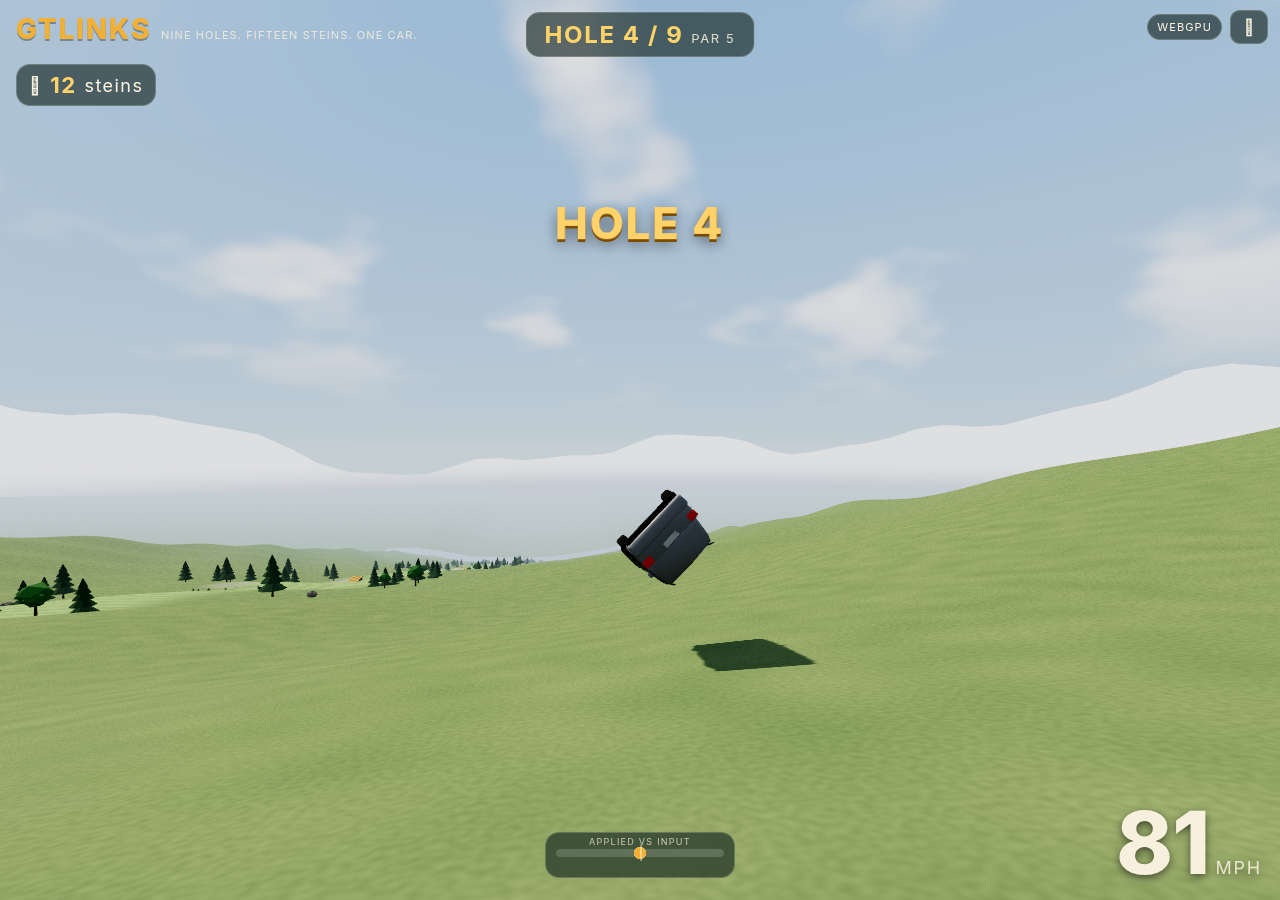 GTLINKS NINE HOLES. FIFTEEN STEINS. ONE CAR.
HOLE 4 / 9 PAR 5
WEBGPU
12 steins
HOLE 4
APPLIED VS INPUT
81 MPH